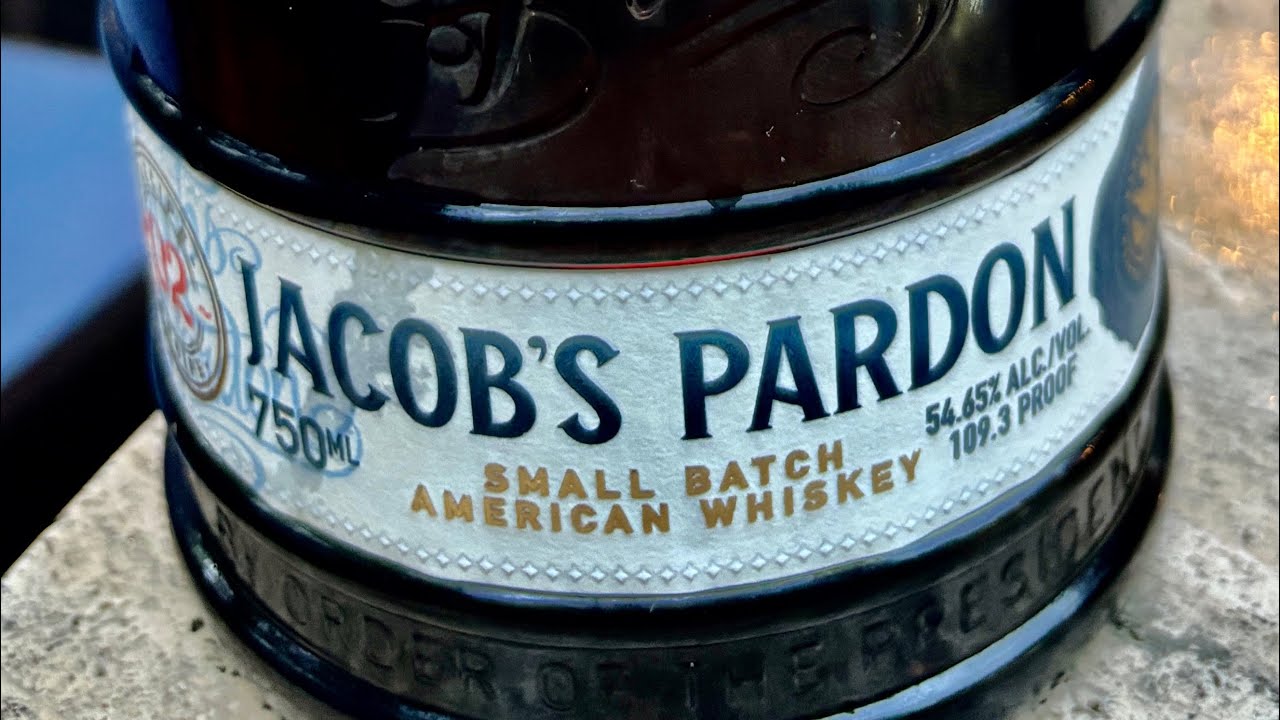 JACOB'S PARDON
750ML
54.65% ALC./VOL.
109.3 PROOF
SMALL BATCH
AMERICAN WHISKEY
BY ORDER OF THE PRESIDENT